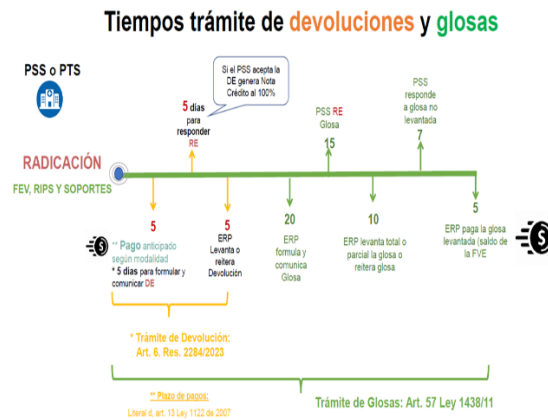 Tiempos trámite de devoluciones y glosas
PSS o PTS
Si el PSS acepta la
DE genera Nota
Crédito al 100%
5 dias
para
responder
RE
PSS RE
Glosa
15
PSS
responde
a glosa no
levantada
7
RADICACIÓN
FEV, RIPS Y SOPORTES
5
** Pago anticipado
según modalidad
* 5 días para formular y
comunicar DE
5
ERP
Levanta o
reitera
Devolución
20
ERP
formula y
comunica
Glosa
10
ERP levanta total o
parcial la glosa o
reitera glosa
5
ERP paga la glosa
levantada (saldo de
la FVE
* Trámite de Devolución:
Art. 6. Res. 2284/2023
** Plazo de pagos:
Literal d, art. 13 Ley 1122 de 2007
Trámite de Glosas: Art. 57 Ley 1438/11